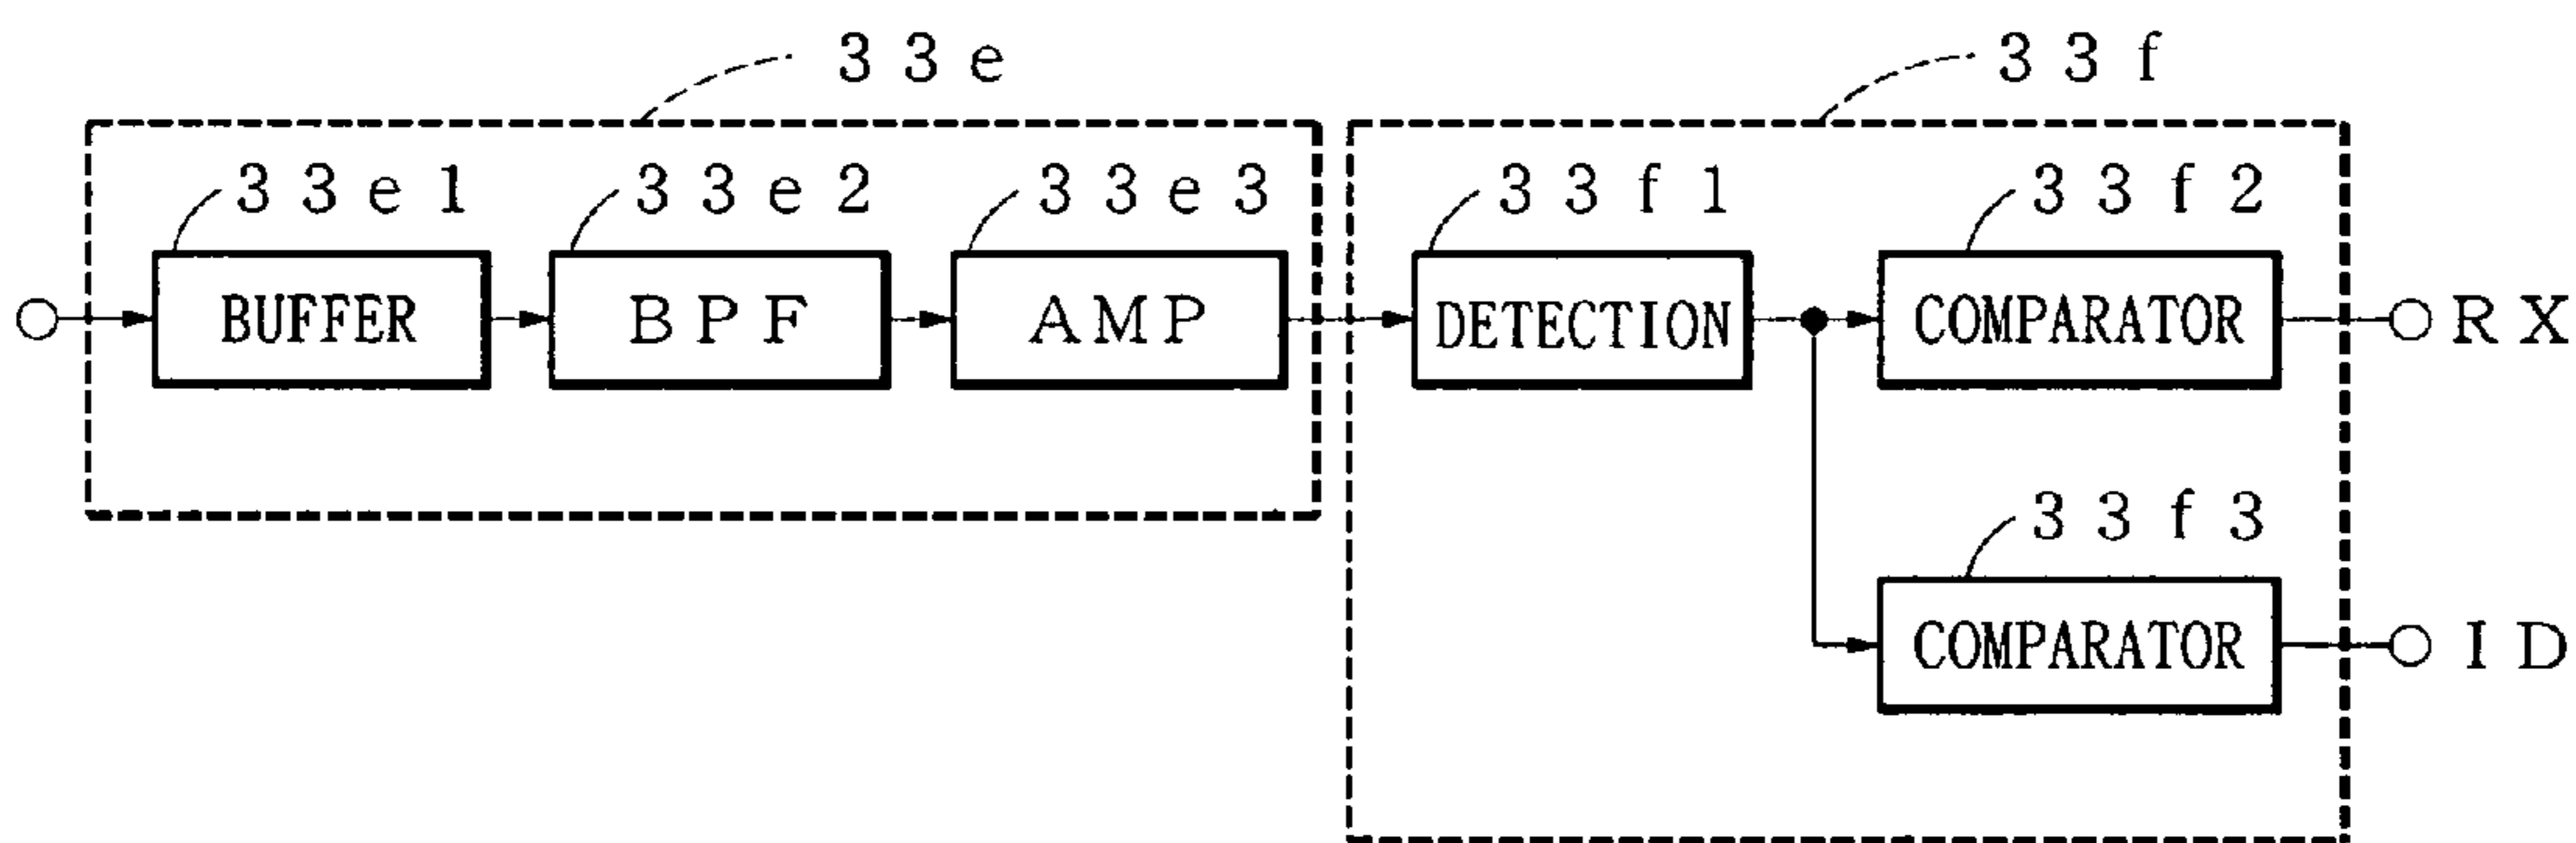 33e 33f
33e1 33e2 33e3 33f1 33f2
BUFFER BPF AMP DETECTION COMPARATOR RX
33f3
COMPARATOR ID